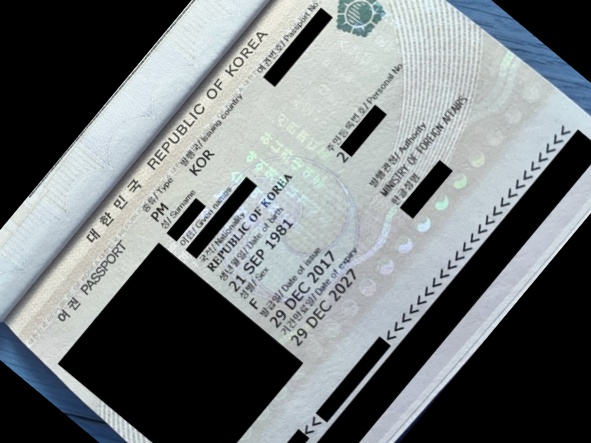 대한민국 REPUBLIC OF KOREA
여권 PASSPORT
종류/Type
PM
발행국/Issuing country
KOR
여권번호/Passport No
성/Surname
이름/Given names
국적/Nationality
REPUBLIC OF KOREA
생년월일/Date of birth
21 SEP 1981
주민등록번호/Personal No
2
성별/Sex
F
발급일/Date of issue
29 DEC 2017
발행관청/Authority
MINISTRY OF FOREIGN AFFAIRS
기간만료일/Date of expiry
29 DEC 2027
한글성명